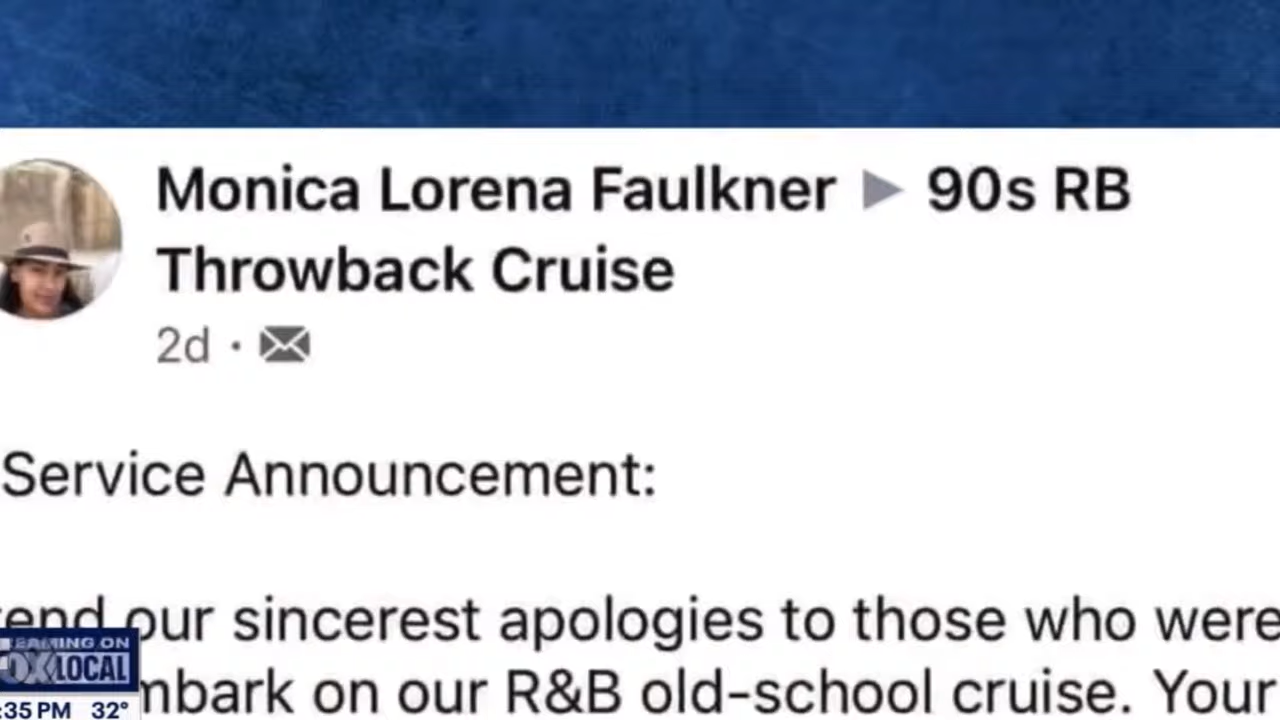 Monica Lorena Faulkner ▶ 90s RB
Throwback Cruise
2d ·
Service Announcement:
our sincerest apologies to those who were
on our R&B old-school cruise. Your
ON
LOCAL
:35 PM 32°